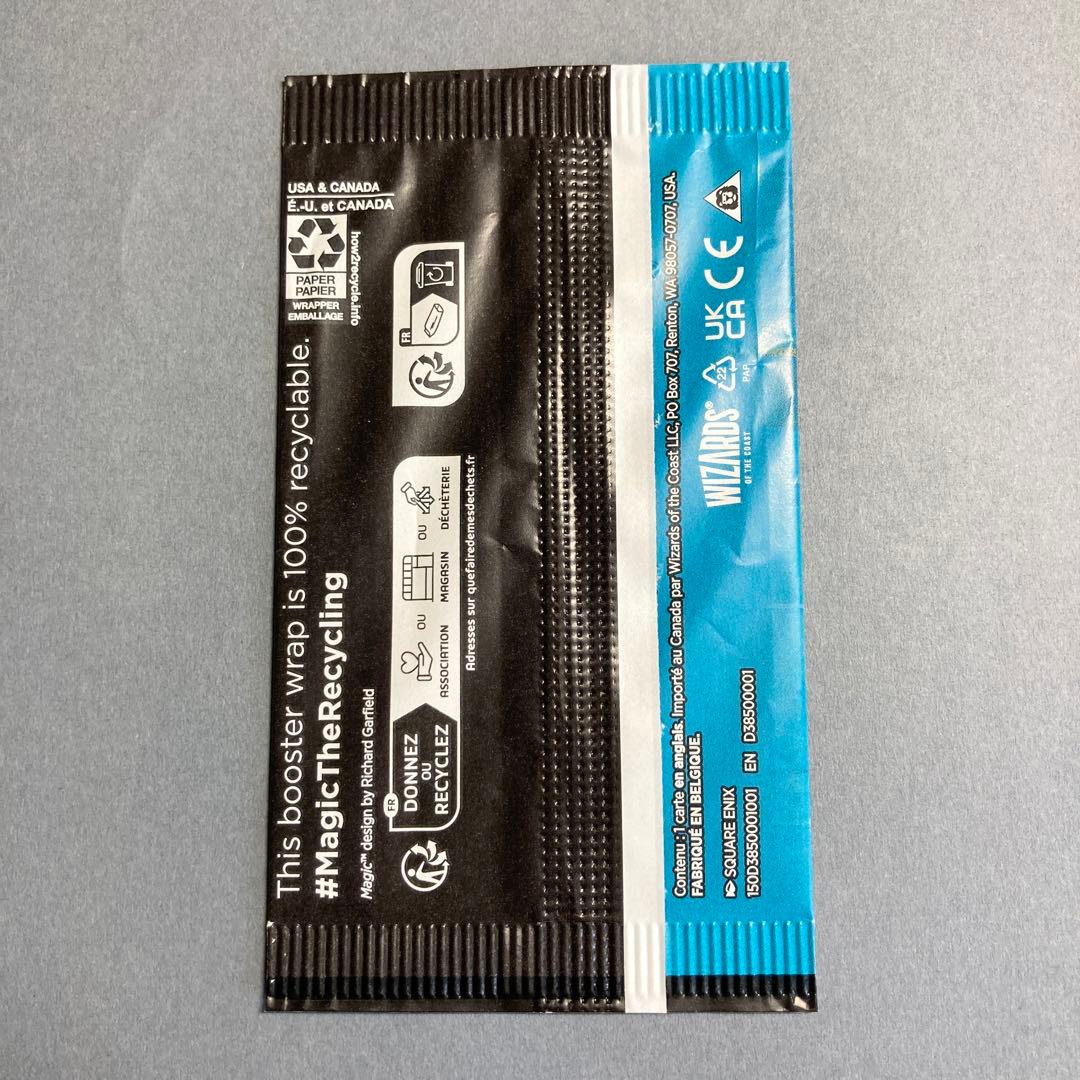 USA & CANADA
É.-U. et CANADA
PAPER
PAPIER
WRAPPER
EMBALLAGE
how2recycle.info
This booster wrap is 100% recyclable.
#MagicTheRecycling
Magic™ design by Richard Garfield
FR
FR
DONNEZ
OU
RECYCLEZ
ASSOCIATION
OU
MAGASIN
OU
DÉCHÈTERIE
Adresses sur quefairedemesdechets.fr
Contenu : 1 carte en anglais. Importé au Canada par Wizards of the Coast LLC, PO Box 707, Renton, WA 98057-0707, USA.
FABRIQUÉ EN BELGIQUE.
SQUARE ENIX
150D3850001001 EN D38500001
WIZARDS®
OF THE COAST
22
PAP
UK
CA
CE